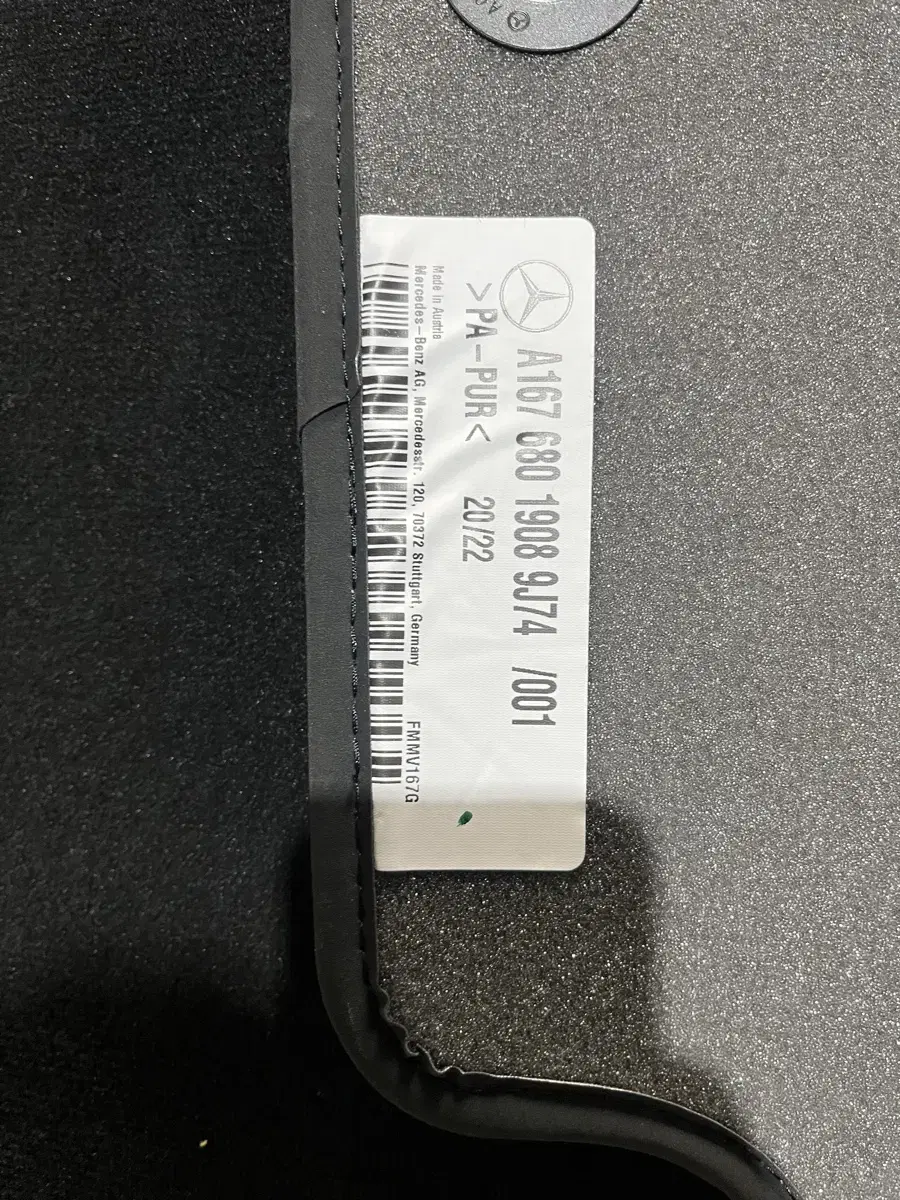 A167 680 1908 9J74 /001
>PA-PUR< 20/22
Made in Austria
Mercedes-Benz AG, Mercedesstr. 120, 70372 Stuttgart, Germany FMMV167G